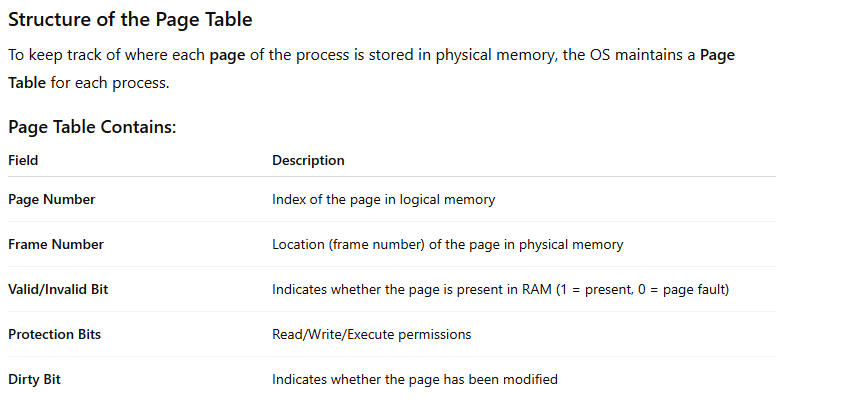 Structure of the Page Table
To keep track of where each page of the process is stored in physical memory, the OS maintains a Page
Table for each process.
Page Table Contains:
Field Description
Page Number Index of the page in logical memory
Frame Number Location (frame number) of the page in physical memory
Valid/Invalid Bit Indicates whether the page is present in RAM (1 = present, 0 = page fault)
Protection Bits Read/Write/Execute permissions
Dirty Bit Indicates whether the page has been modified